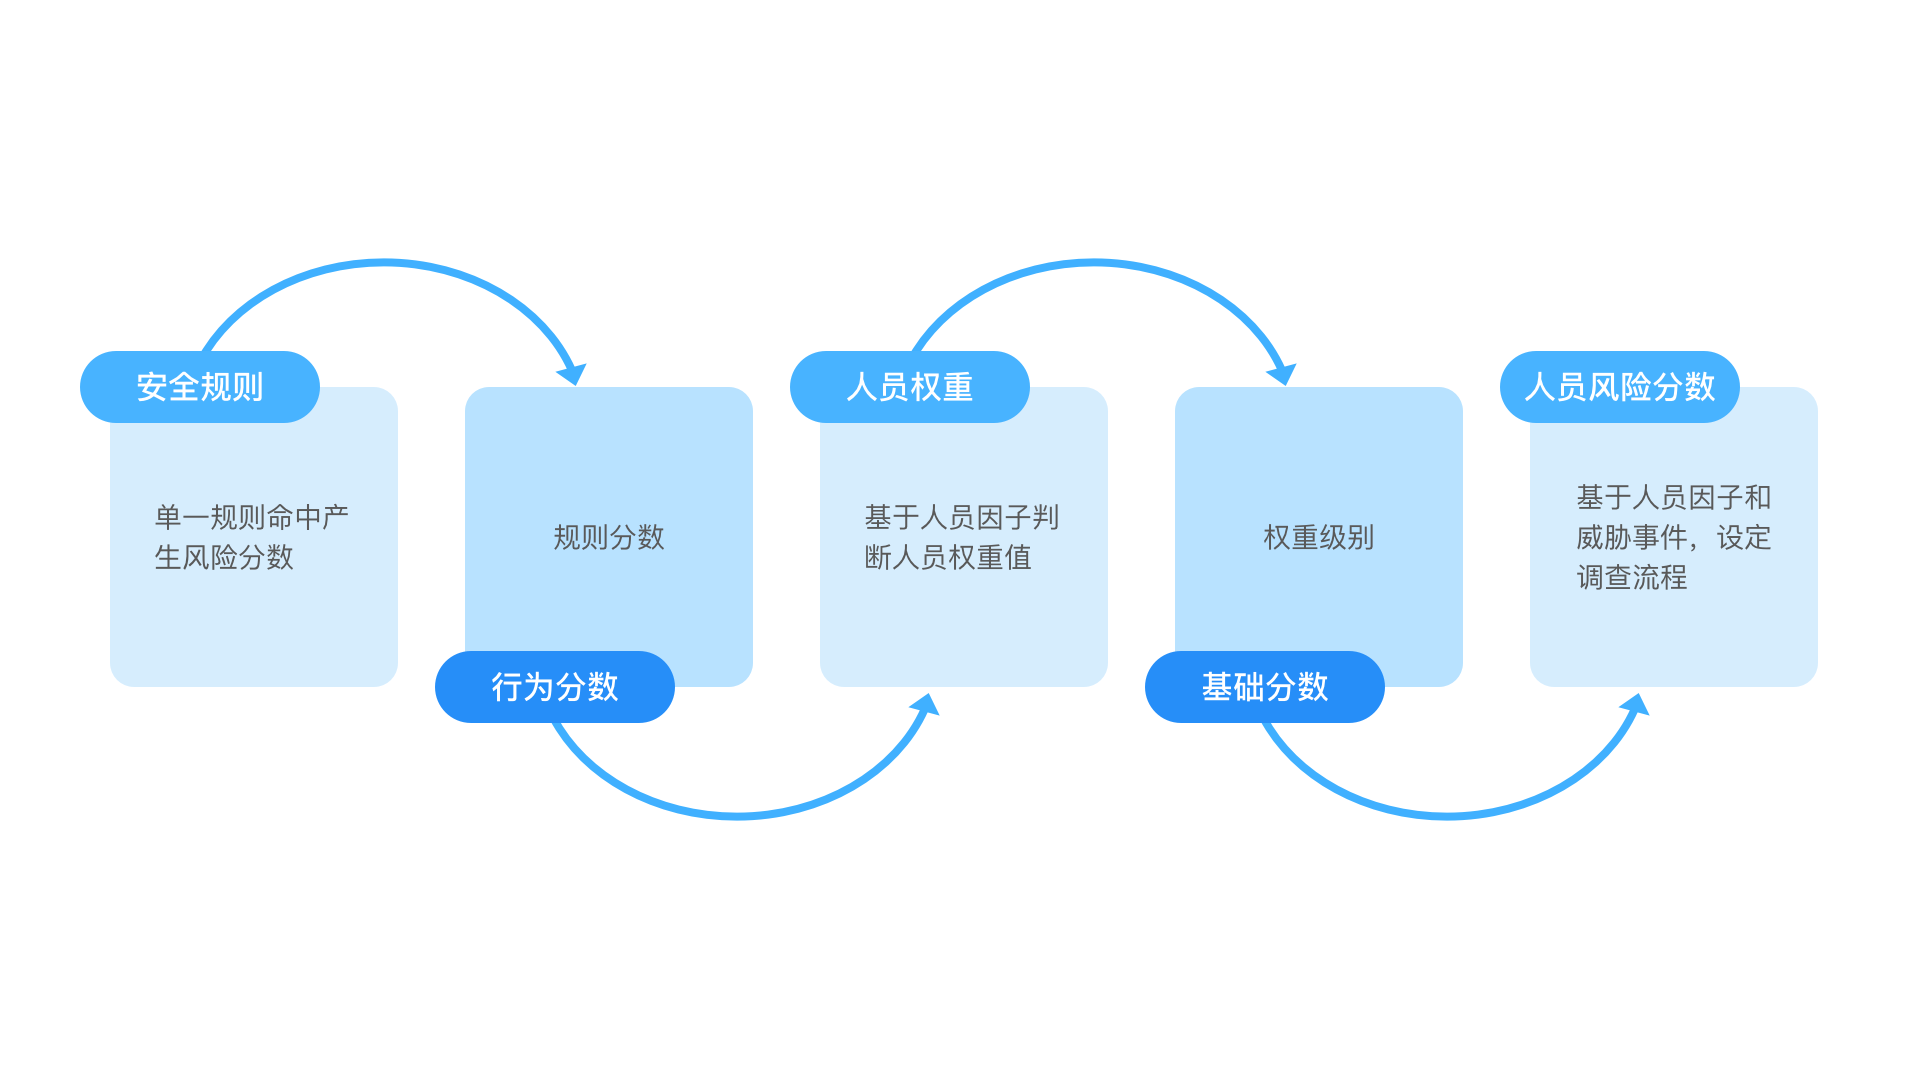 安全规则
单一规则命中产
生风险分数
规则分数
行为分数
人员权重
基于人员因子判
断人员权重值
权重级别
基础分数
人员风险分数
基于人员因子和
威胁事件，设定
调查流程